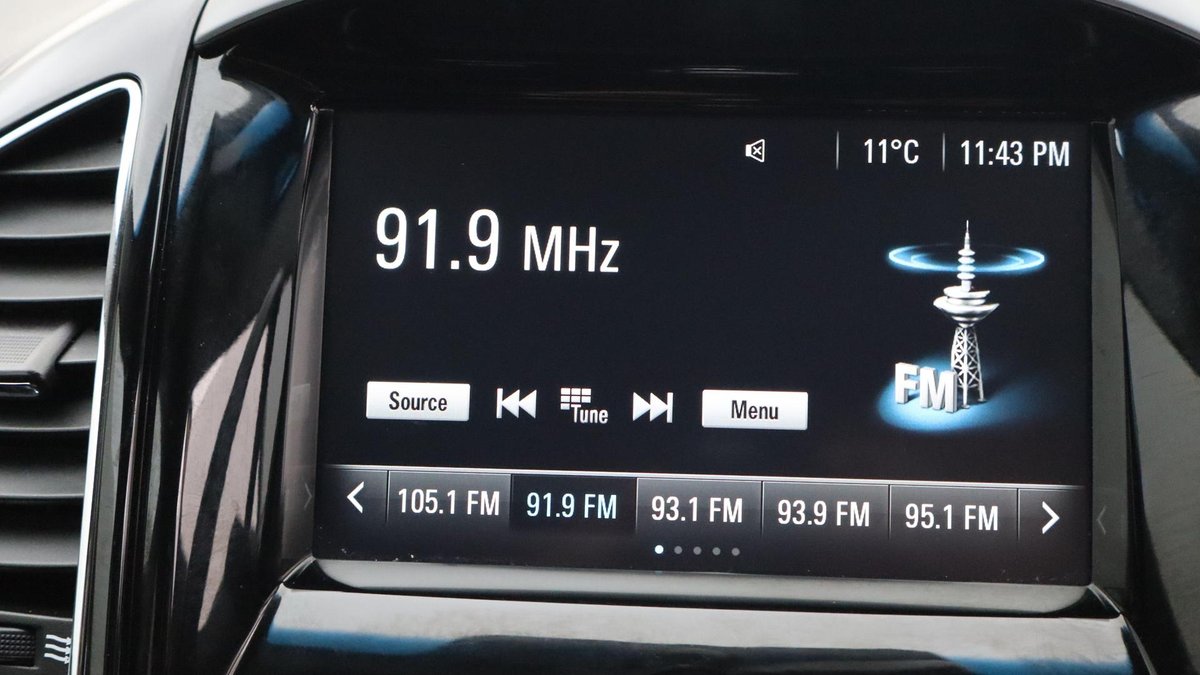 11°C 11:43 PM
91.9 MHz
FM
Source Tune Menu
105.1 FM 91.9 FM 93.1 FM 93.9 FM 95.1 FM